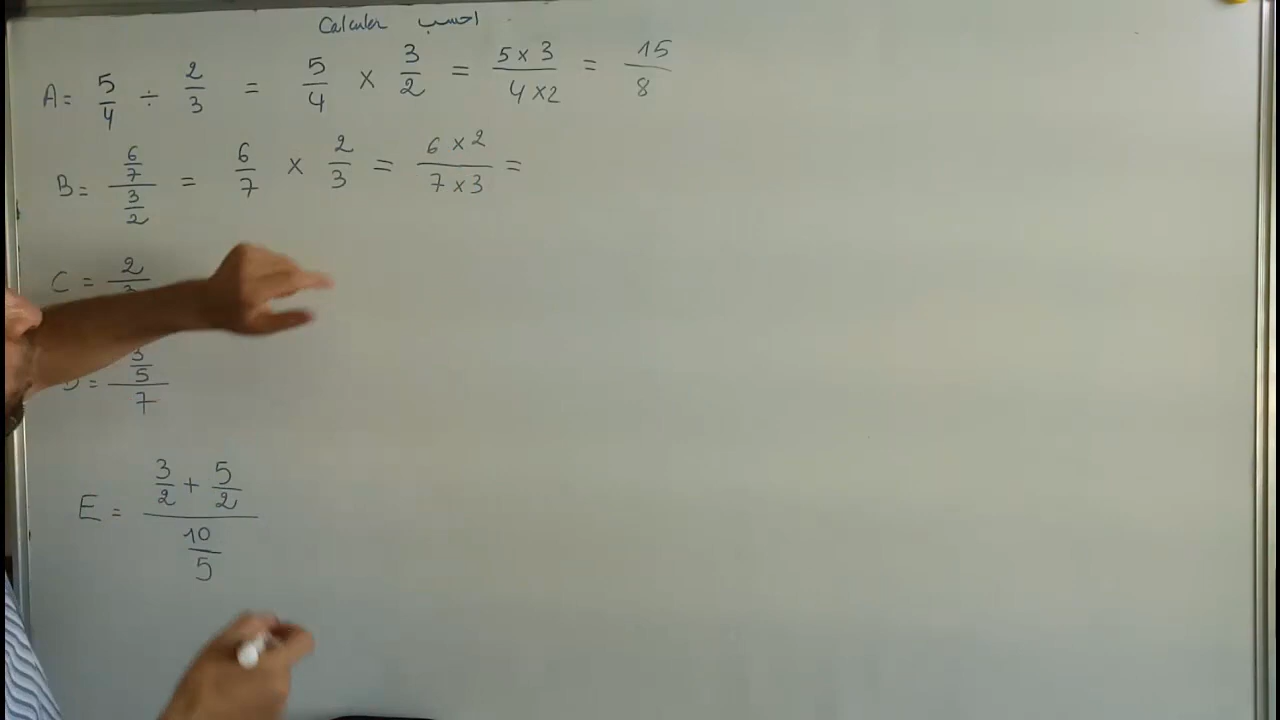 Calculer احسب
A = 5/4 ÷ 2/3 = 5/4 × 3/2 = (5 × 3)/(4 × 2) = 15/8
B = (6/7)/(3/2) = 6/7 × 2/3 = (6 × 2)/(7 × 3) =
C = 2/
= (3/5)/7
E = (3/2 + 5/2)/(10/5)